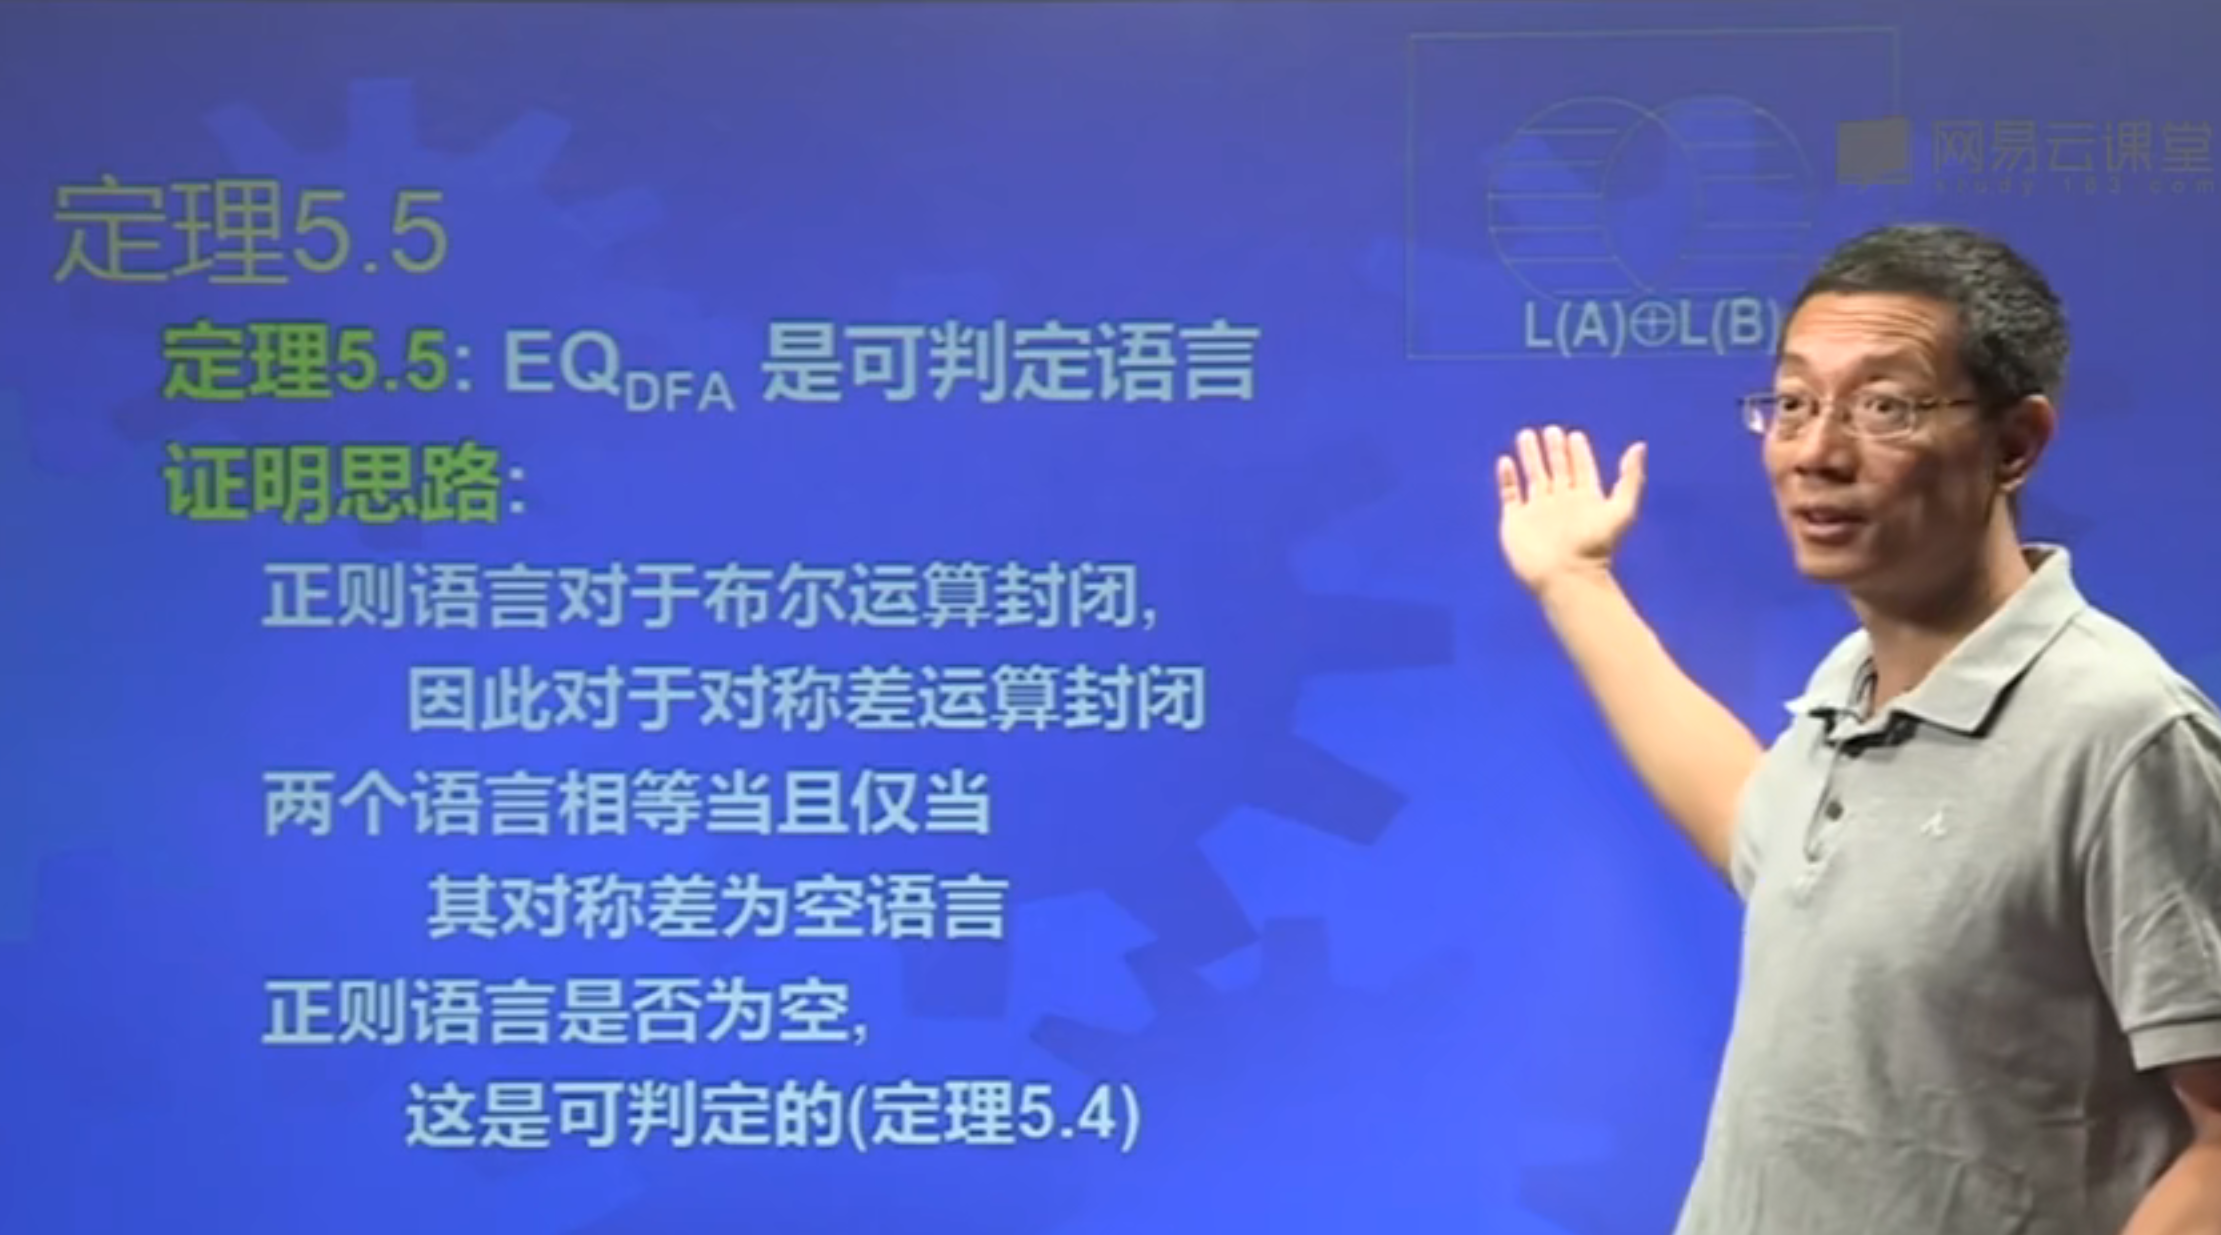 网易云课堂
study.163.com
定理5.5
L(A)⊕L(B)
定理5.5: EQDFA 是可判定语言
证明思路:
正则语言对于布尔运算封闭,
因此对于对称差运算封闭
两个语言相等当且仅当
其对称差为空语言
正则语言是否为空,
这是可判定的(定理5.4)